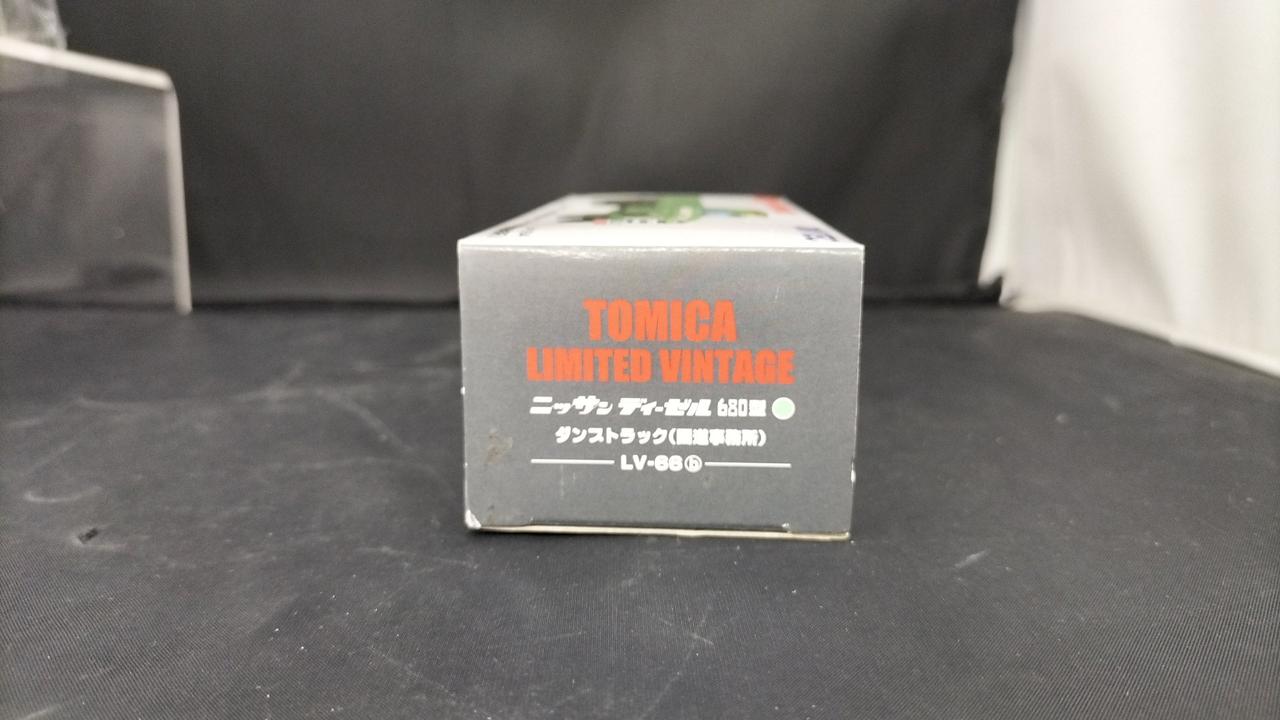 TOMICA
LIMITED VINTAGE
ニッサン ディーゼル 680型
ダンプトラック(国道事務所)
LV-66ⓑ